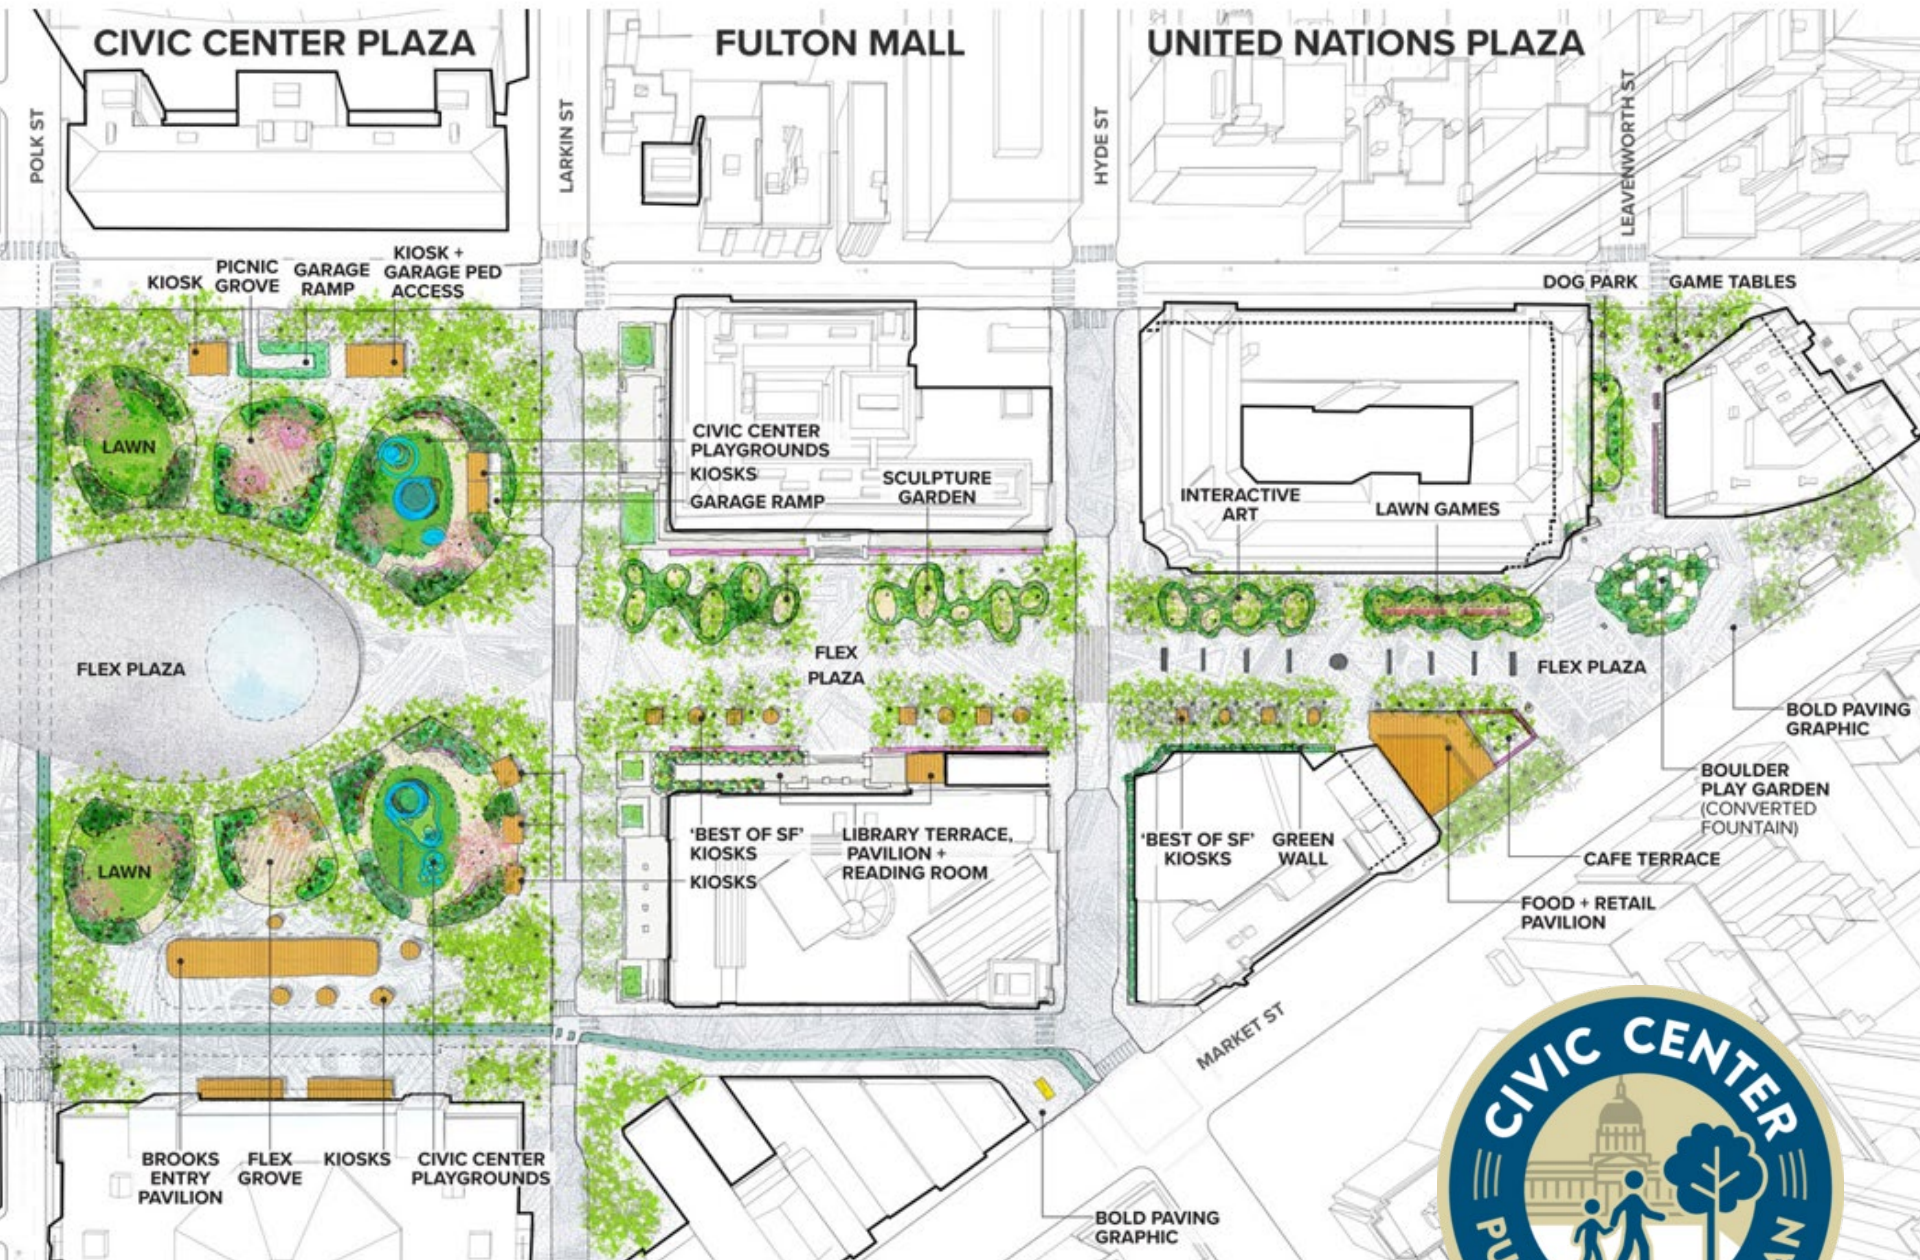 CIVIC CENTER PLAZA
FULTON MALL
UNITED NATIONS PLAZA
POLK ST
LARKIN ST
HYDE ST
LEAVENWORTH ST
KIOSK
PICNIC
GROVE
GARAGE
RAMP
KIOSK +
GARAGE PED
ACCESS
DOG PARK
GAME TABLES
LAWN
CIVIC CENTER
PLAYGROUNDS
KIOSKS
GARAGE RAMP
SCULPTURE
GARDEN
INTERACTIVE
ART
LAWN GAMES
FLEX PLAZA
FLEX
PLAZA
FLEX PLAZA
BOLD PAVING
GRAPHIC
BOULDER
PLAY GARDEN
(CONVERTED
FOUNTAIN)
LAWN
'BEST OF SF'
KIOSKS
KIOSKS
LIBRARY TERRACE,
PAVILION +
READING ROOM
'BEST OF SF'
KIOSKS
GREEN
WALL
CAFE TERRACE
FOOD + RETAIL
PAVILION
MARKET ST
BROOKS
ENTRY
PAVILION
FLEX
GROVE
KIOSKS
CIVIC CENTER
PLAYGROUNDS
BOLD PAVING
GRAPHIC
CIVIC CENTER